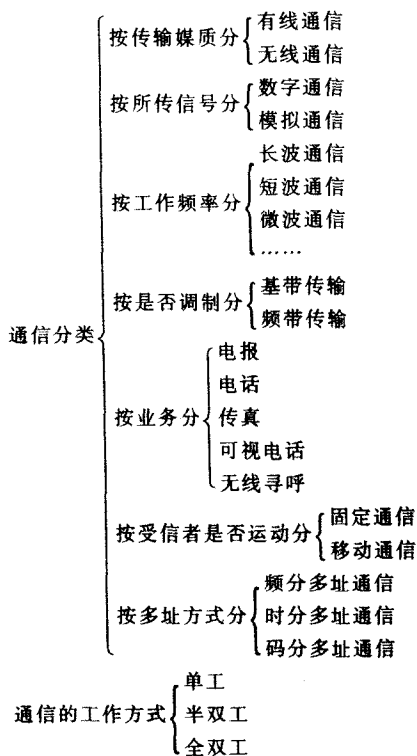 有线通信
按传输媒质分
无线通信
数字通信
按所传信号分
模拟通信
长波通信
短波通信
按工作频率分
微波通信
……
基带传输
按是否调制分
频带传输
通信分类
电报
电话
按业务分
传真
可视电话
无线寻呼
固定通信
按受信者是否运动分
移动通信
频分多址通信
按多址方式分
时分多址通信
码分多址通信
单工
通信的工作方式
半双工
全双工